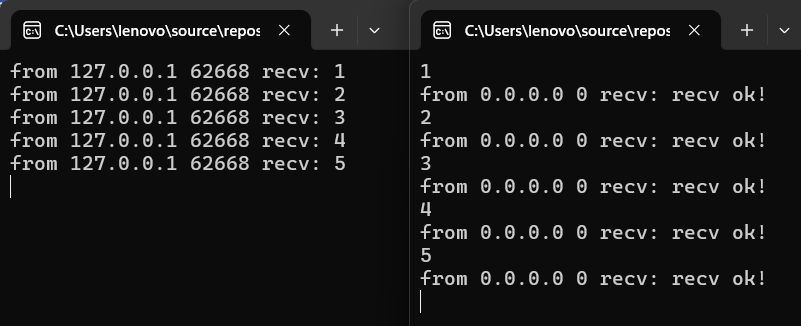 C:\Users\lenovo\source\repos
from 127.0.0.1 62668 recv: 1
from 127.0.0.1 62668 recv: 2
from 127.0.0.1 62668 recv: 3
from 127.0.0.1 62668 recv: 4
from 127.0.0.1 62668 recv: 5
C:\Users\lenovo\source\repos
1
from 0.0.0.0 0 recv: recv ok!
2
from 0.0.0.0 0 recv: recv ok!
3
from 0.0.0.0 0 recv: recv ok!
4
from 0.0.0.0 0 recv: recv ok!
5
from 0.0.0.0 0 recv: recv ok!